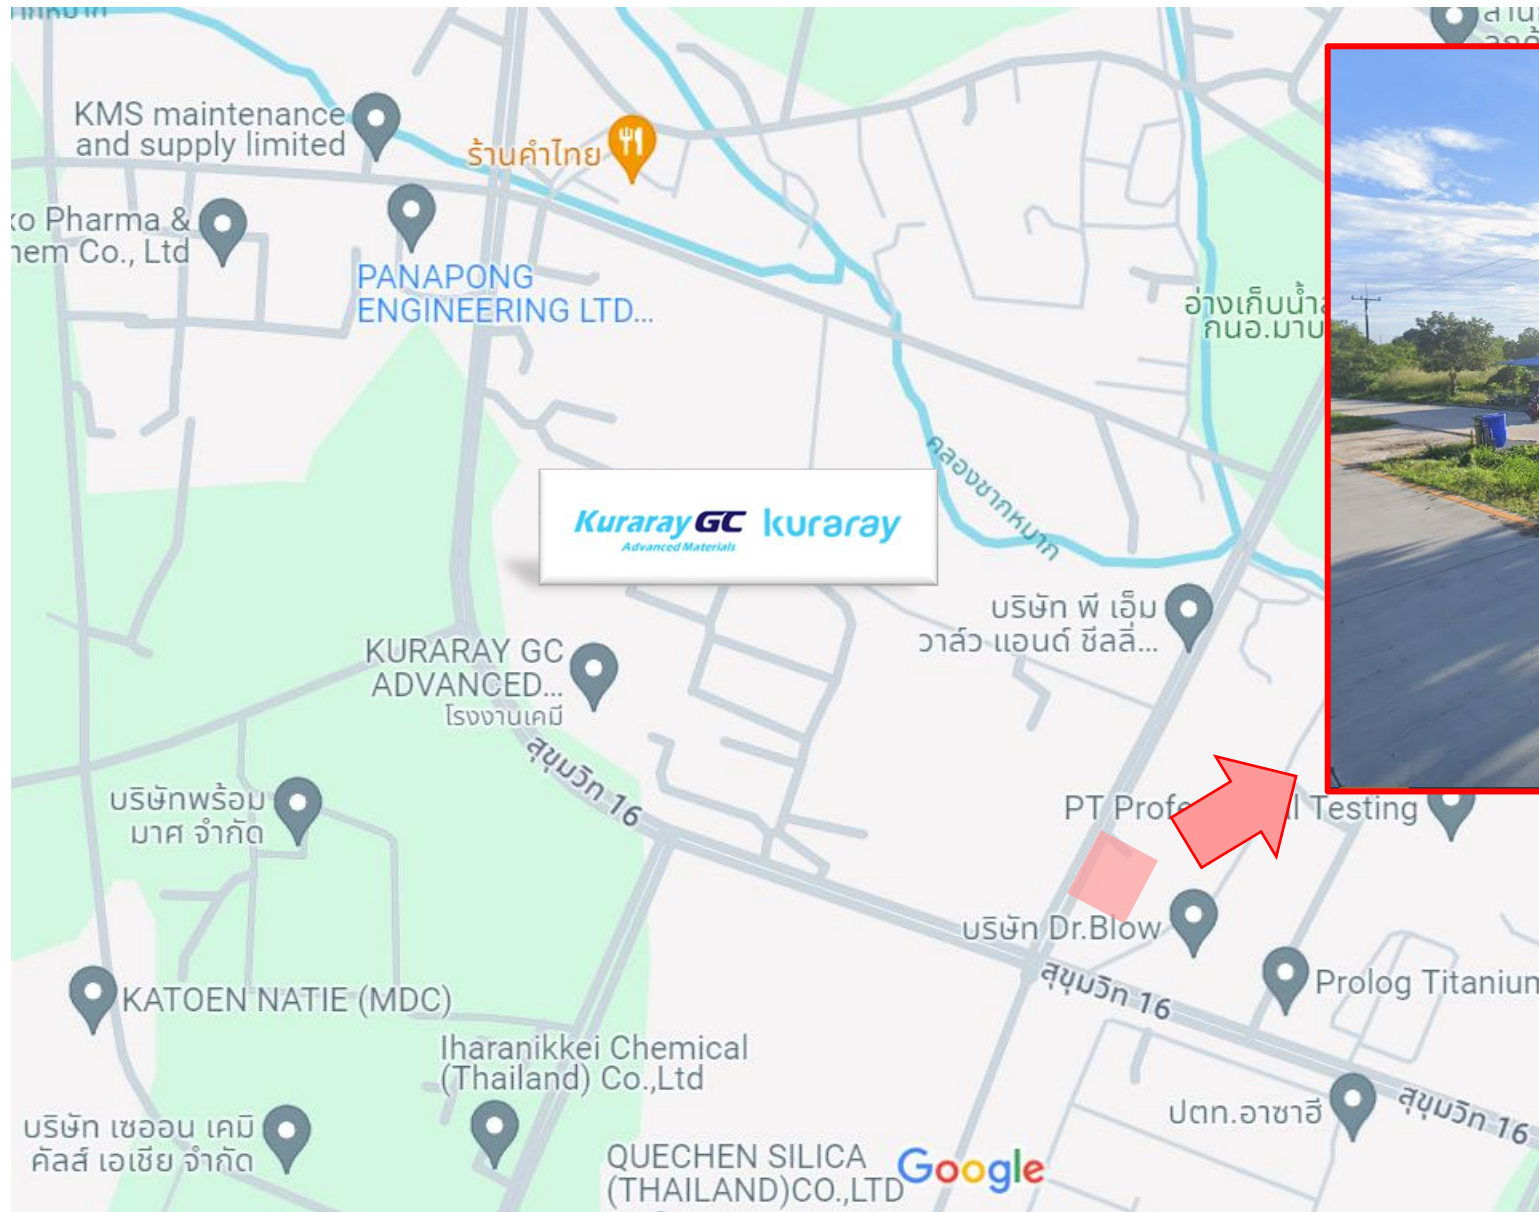 KMS maintenance
and supply limited
ร้านคำไทย
Pharma &
Co., Ltd
PANAPONG
ENGINEERING LTD...
อ่างเก็บน้ำ
กนอ.มาบ
คลองซากหมาก
Kuraray GC kuraray
Advanced Materials
บริษัท พี เอ็ม
วาล์ว แอนด์ ซีลลิ่...
KURARAY GC
ADVANCED...
โรงงานเคมี
สุขุมวิท 16
บริษัทพร้อม
มาศ จำกัด
PT Testing
บริษัท Dr.Blow
สุขุมวิท 16
Prolog Titanium
KATOEN NATIE (MDC)
Iharanikkei Chemical
(Thailand) Co.,Ltd
ปตท.อาซาฮี
สุขุมวิท 16
บริษัท เซออน เคมิ
คัลส์ เอเชีย จำกัด
QUECHEN SILICA
(THAILAND)CO.,LTD
Google